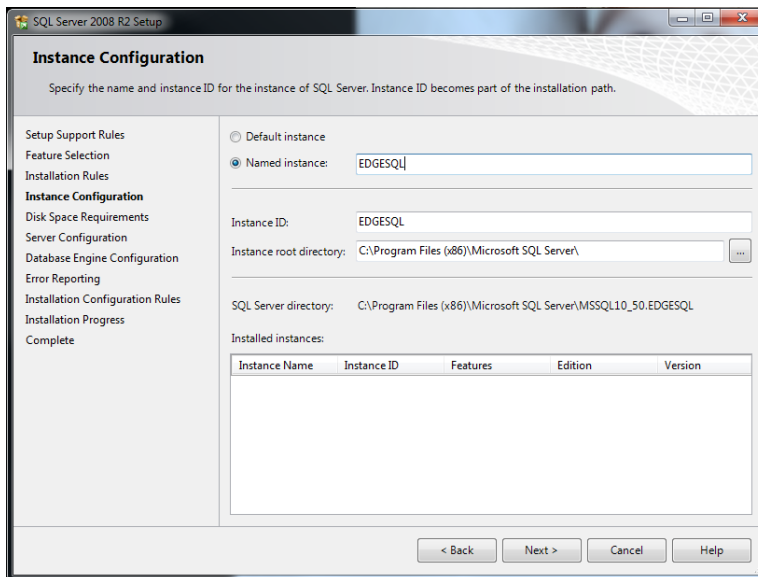 SQL Server 2008 R2 Setup
Instance Configuration
Specify the name and instance ID for the instance of SQL Server. Instance ID becomes part of the installation path.
Setup Support Rules
Feature Selection
Installation Rules
Instance Configuration
Disk Space Requirements
Server Configuration
Database Engine Configuration
Error Reporting
Installation Configuration Rules
Installation Progress
Complete
Default instance
Named instance: EDGESQL
Instance ID: EDGESQL
Instance root directory: C:\Program Files (x86)\Microsoft SQL Server\ ...
SQL Server directory: C:\Program Files (x86)\Microsoft SQL Server\MSSQL10_50.EDGESQL
Installed instances:
Instance Name Instance ID Features Edition Version
< Back Next > Cancel Help